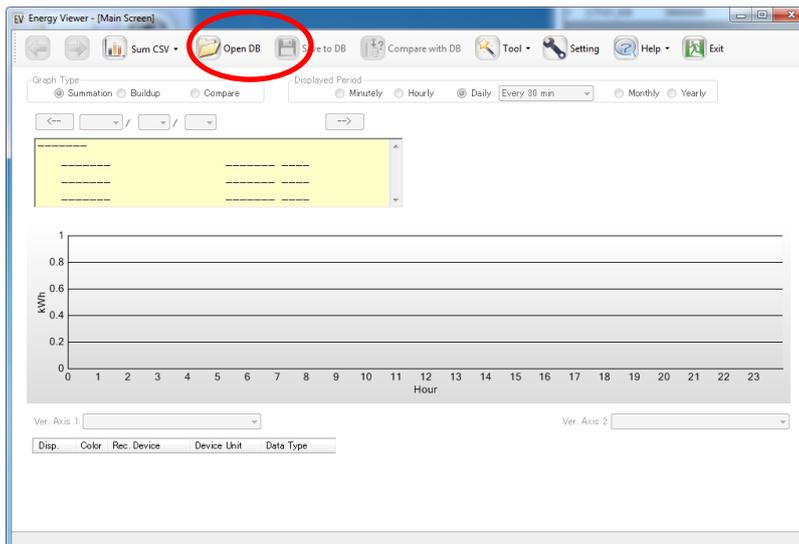 EV Energy Viewer - [Main Screen]
Sum CSV Open DB Save to DB Compare with DB Tool Setting Help Exit
Graph Type Displayed Period
Summation Buildup Compare Minutely Hourly Daily Every 30 min Monthly Yearly
<-- / / -->
-------
------- ------- ----
------- ------- ----
------- ------- ----
1
0.8
0.6
0.4
0.2
0
kWh
0 1 2 3 4 5 6 7 8 9 10 11 12 13 14 15 16 17 18 19 20 21 22 23
Hour
Ver. Axis 1: Ver. Axis 2:
Disp. Color Rec. Device Device Unit Data Type